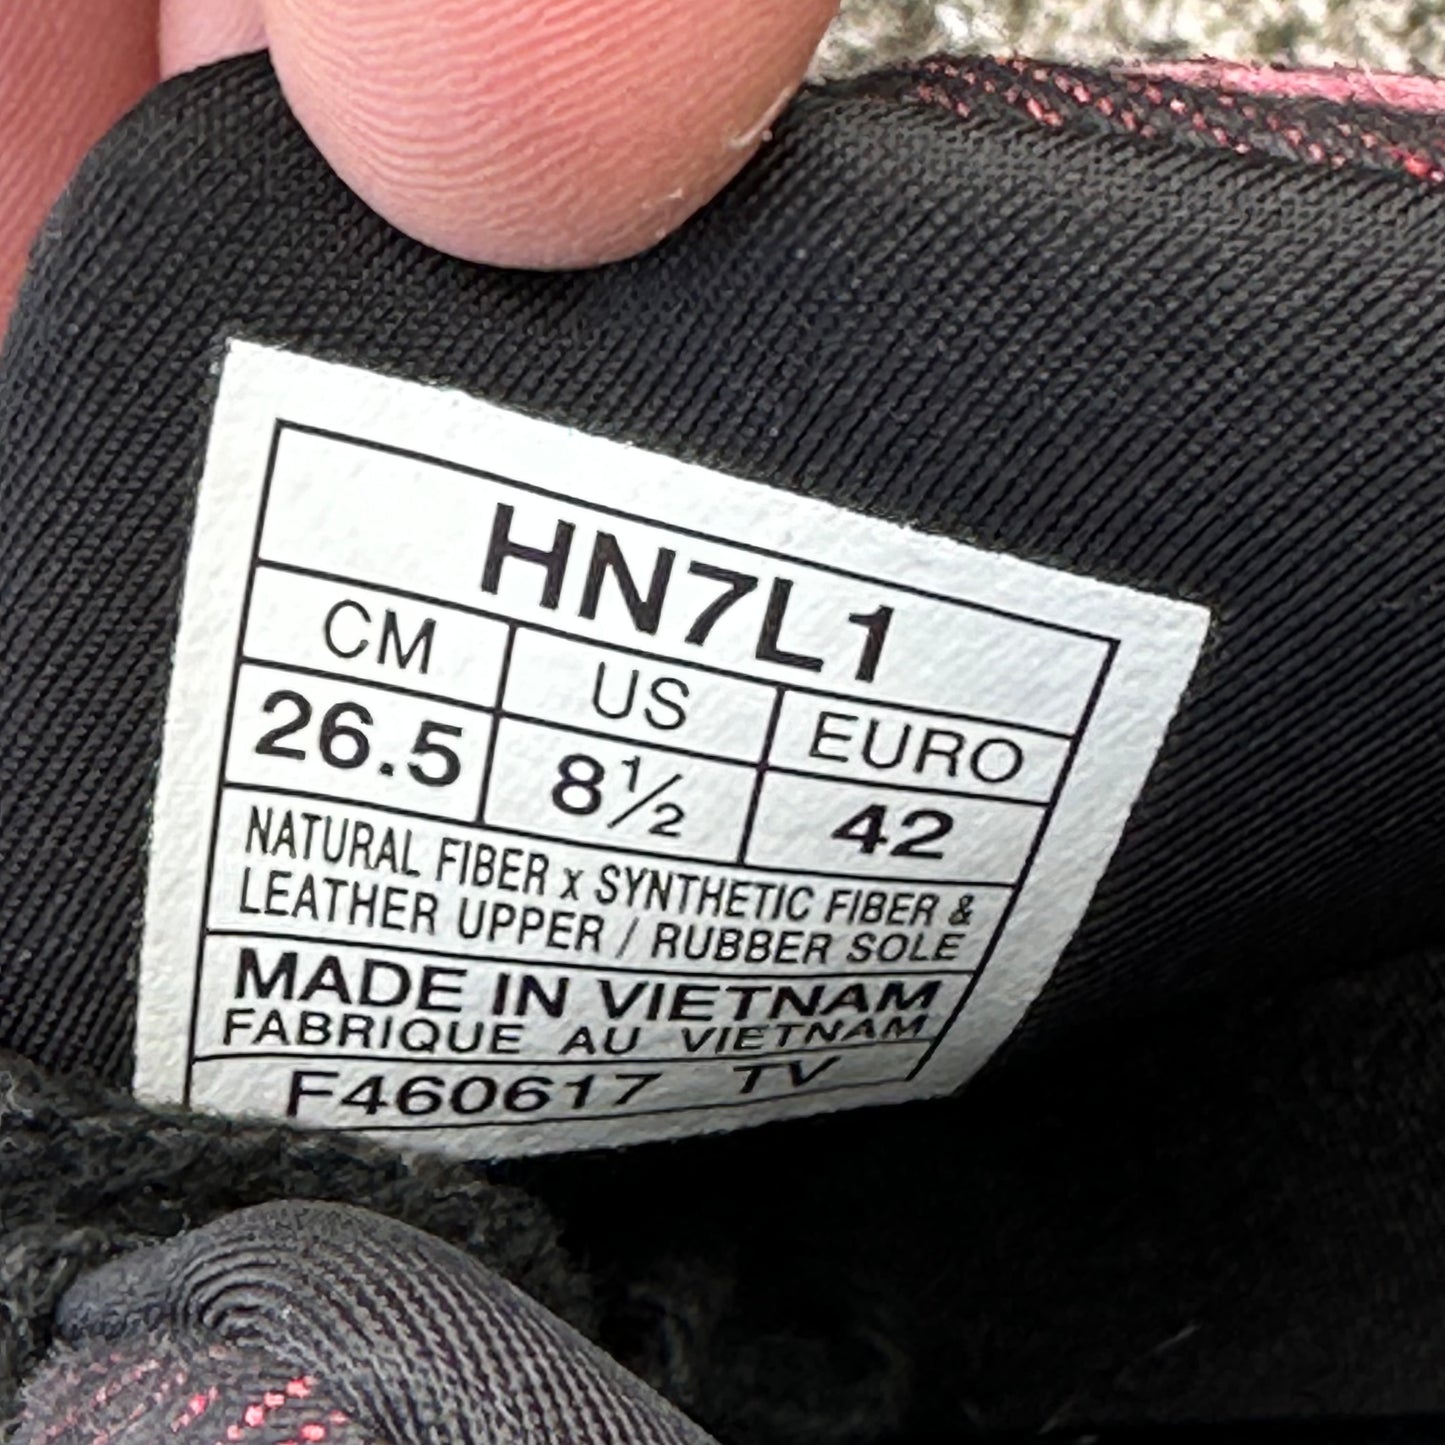 HN7L1
CM US EURO
26.5 8½ 42
NATURAL FIBER x SYNTHETIC FIBER &
LEATHER UPPER / RUBBER SOLE
MADE IN VIETNAM
FABRIQUE AU VIETNAM
F460617 TV